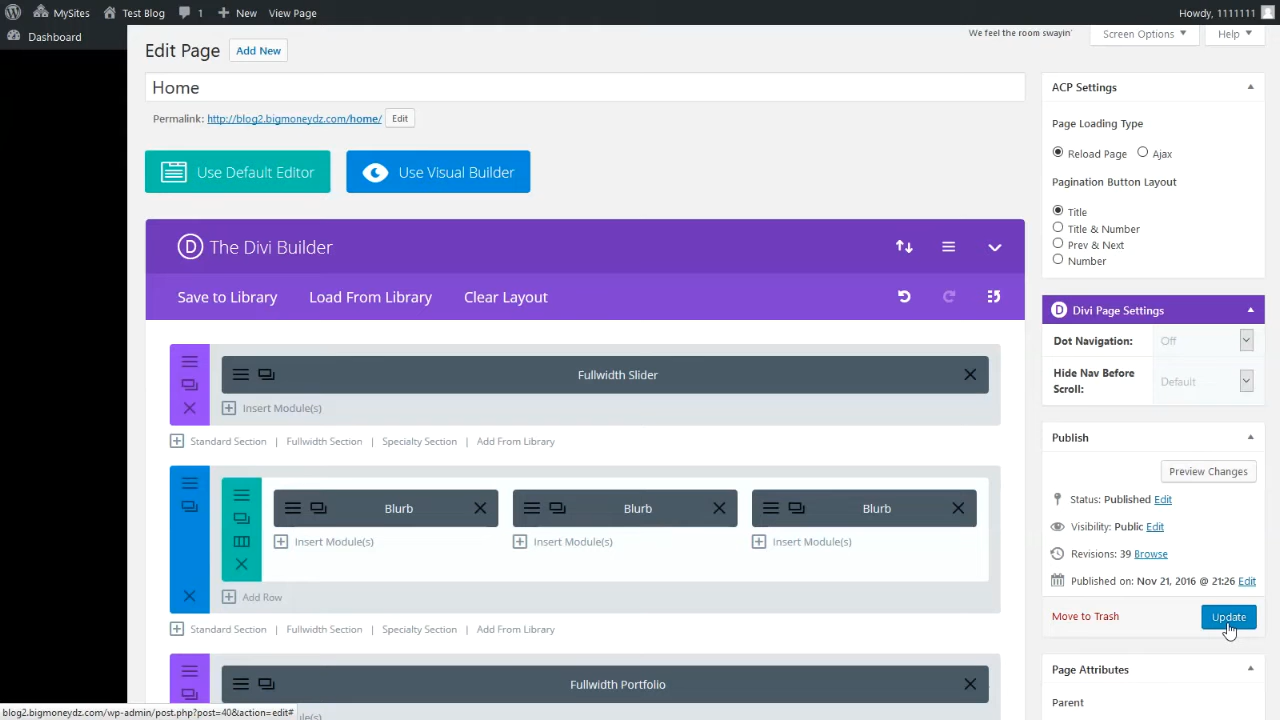 MySites Test Blog 1 New View Page Howdy, 1111111
Dashboard
We feel the room swayin' Screen Options Help
Edit Page Add New
Home
Permalink: http://blog2.bigmoneydz.com/home/ Edit
Use Default Editor Use Visual Builder
The Divi Builder
Save to Library Load From Library Clear Layout
Fullwidth Slider
Insert Module(s)
Standard Section | Fullwidth Section | Specialty Section | Add From Library
Blurb Blurb Blurb
Insert Module(s) Insert Module(s) Insert Module(s)
Add Row
Standard Section | Fullwidth Section | Specialty Section | Add From Library
Fullwidth Portfolio
ACP Settings
Page Loading Type
Reload Page Ajax
Pagination Button Layout
Title
Title & Number
Prev & Next
Number
Divi Page Settings
Dot Navigation: Off
Hide Nav Before
Scroll: Default
Publish
Preview Changes
Status: Published Edit
Visibility: Public Edit
Revisions: 39 Browse
Published on: Nov 21, 2016 @ 21:26 Edit
Move to Trash Update
Page Attributes
Parent
blog2.bigmoneydz.com/wp-admin/post.php?post=40&action=edit#